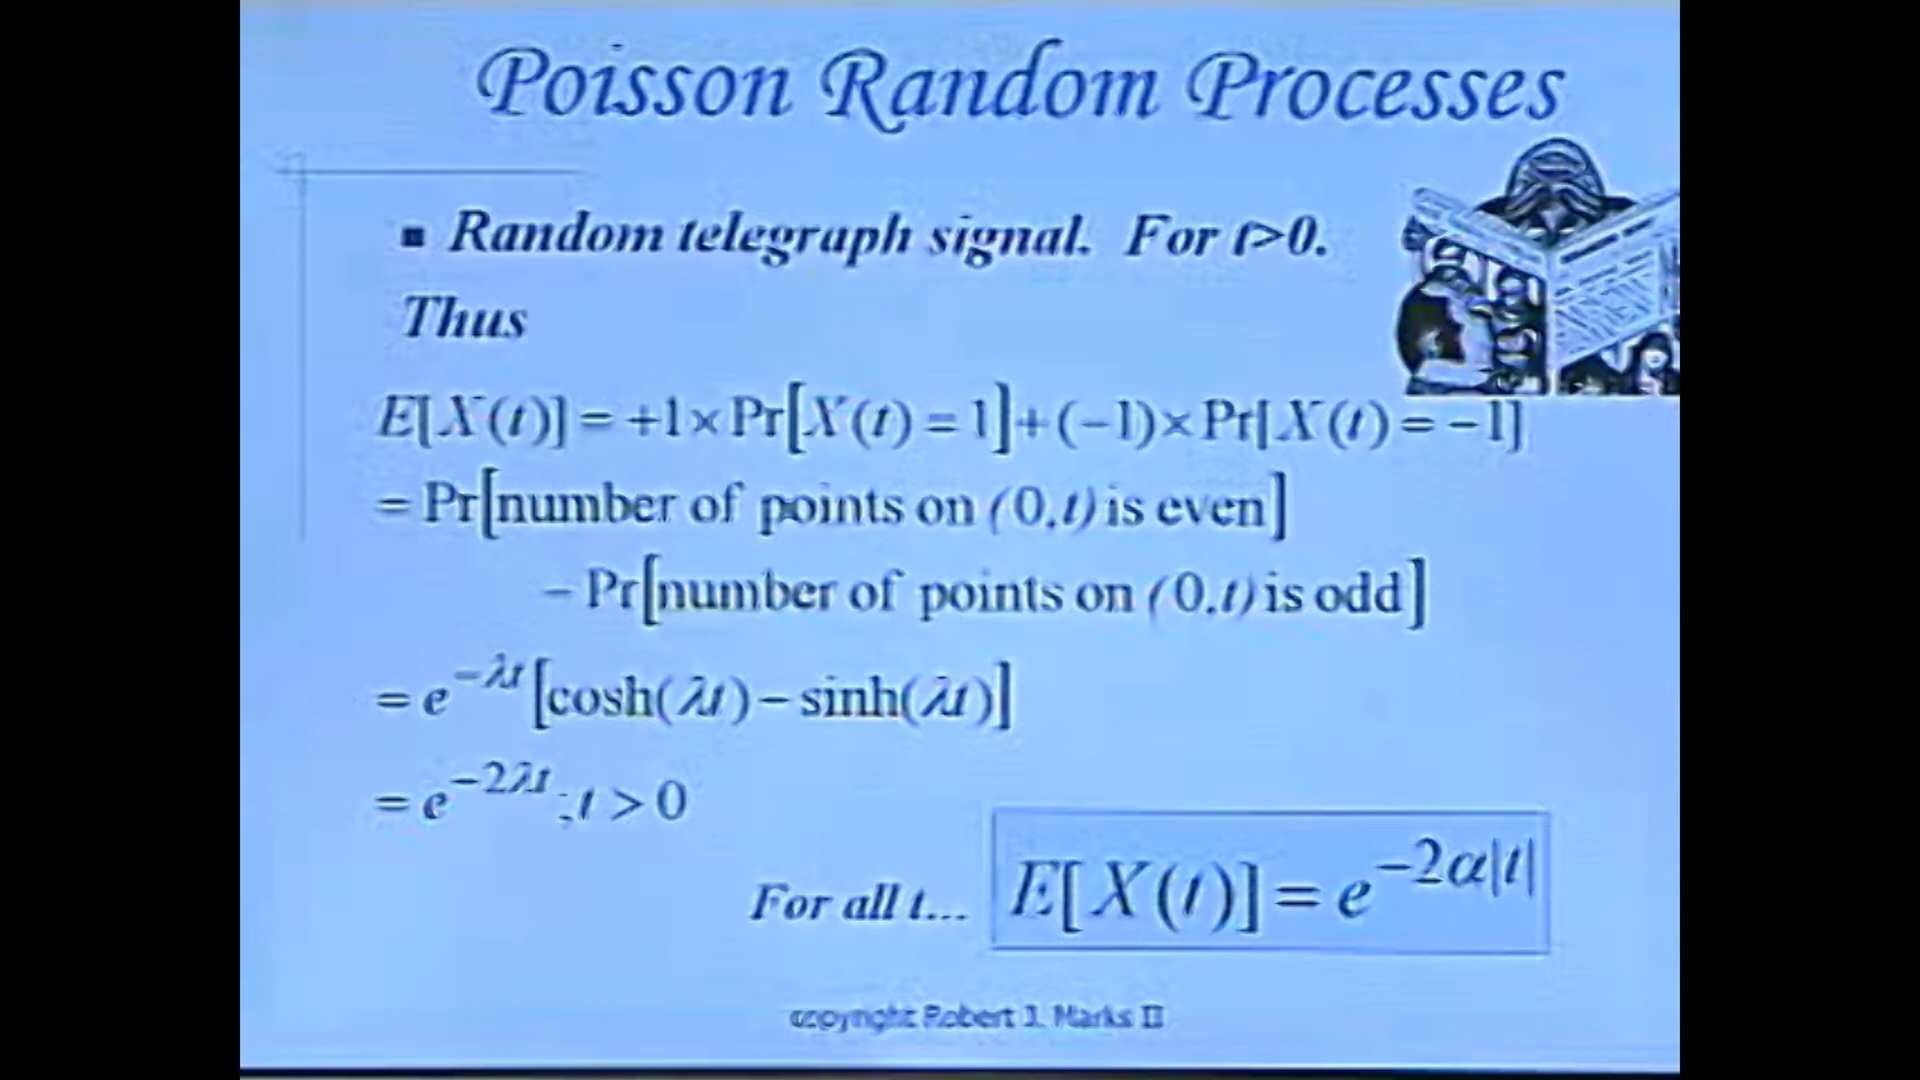 Poisson Random Processes
▪ Random telegraph signal. For t>0.
Thus
E[X(t)] = +1×Pr[X(t) = 1]+(−1)×Pr[X(t) = −1]
= Pr[number of points on (0,t) is even]
− Pr[number of points on (0,t) is odd]
= e^{−λt} [cosh(λt) − sinh(λt)]
= e^{−2λt} ; t > 0
For all t... E[X(t)] = e^{−2α|t|}
copyright Robert J. Marks II